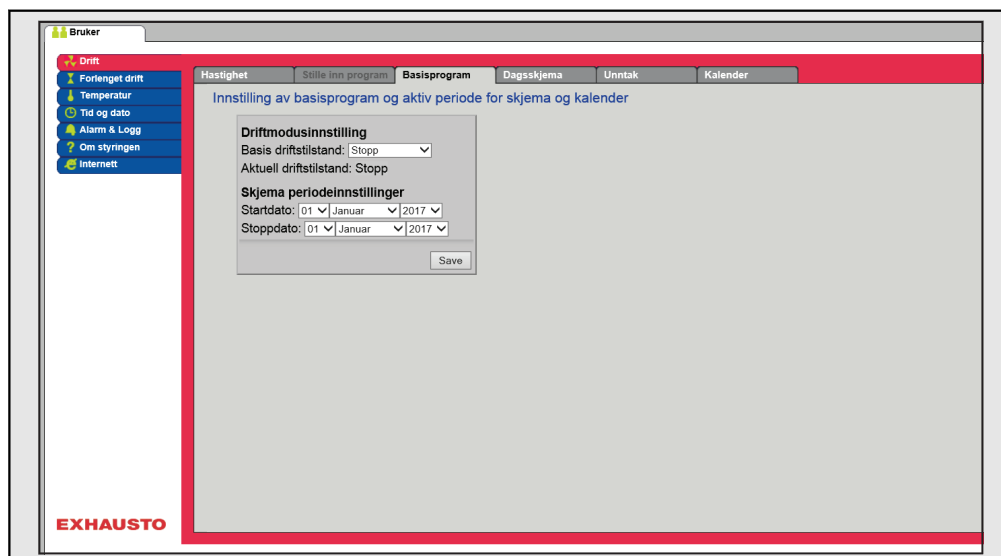 Bruker
Drift
Forlenget drift
Temperatur
Tid og dato
Alarm & Logg
? Om styringen
Internett
Hastighet Stille inn program Basisprogram Dagsskjema Unntak Kalender
Innstilling av basisprogram og aktiv periode for skjema og kalender
Driftmodusinnstilling
Basis driftstilstand: Stopp
Aktuell driftstilstand: Stopp
Skjema periodeinnstillinger
Startdato: 01 Januar 2017
Stoppdato: 01 Januar 2017
Save
EXHAUSTO